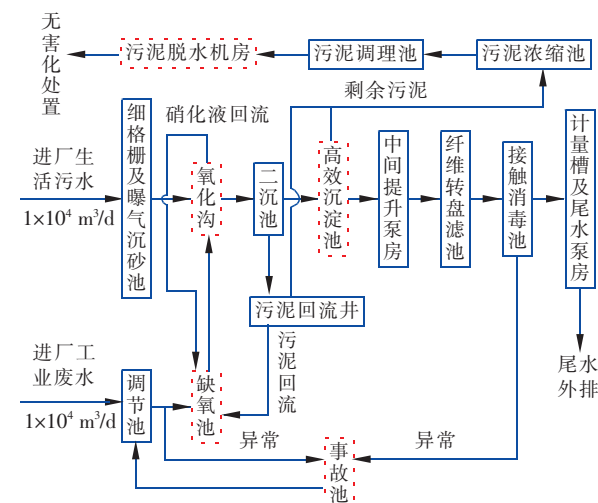 无害化处置
污泥脱水机房
污泥调理池
污泥浓缩池
剩余污泥
硝化液回流
进厂生
活污水
1×10⁴ m³/d
细格栅及曝气沉砂池
氧化沟
二沉池
高效沉淀池
中间提升泵房
纤维转盘滤池
接触消毒池
计量槽及尾水泵房
污泥回流井
污泥回流
尾水
外排
进厂工
业废水
1×10⁴ m³/d
调节池
缺氧池
异常
事故池
异常